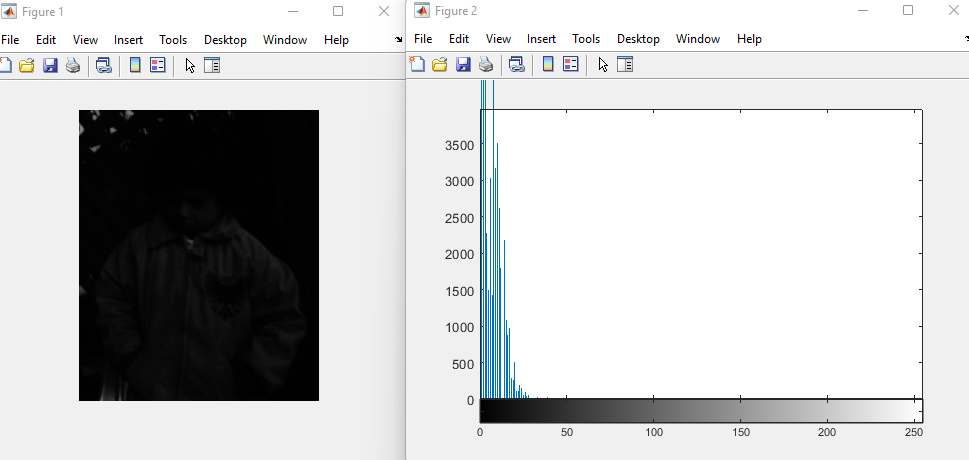 Figure 1
File Edit View Insert Tools Desktop Window Help
Figure 2
File Edit View Insert Tools Desktop Window Help
3500
3000
2500
2000
1500
1000
500
0
0 50 100 150 200 250